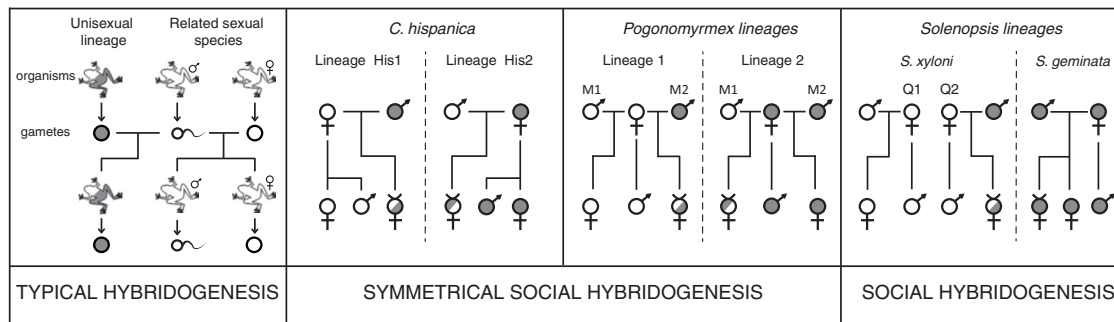 Unisexual
lineage
Related sexual
species
organisms
♂
♀
gametes
♂
♀
C. hispanica
Lineage His1
Lineage His2
Pogonomyrmex lineages
Lineage 1
Lineage 2
M1
M2
M1
M2
Solenopsis lineages
S. xyloni
S. geminata
Q1
Q2
TYPICAL HYBRIDOGENESIS
SYMMETRICAL SOCIAL HYBRIDOGENESIS
SOCIAL HYBRIDOGENESIS